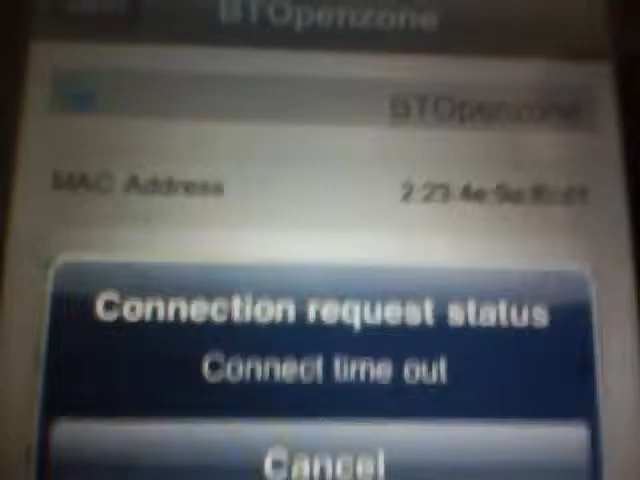 BTOpenzone
BTOpenzone
MAC Address
Connection request status
Connect time out
Cancel